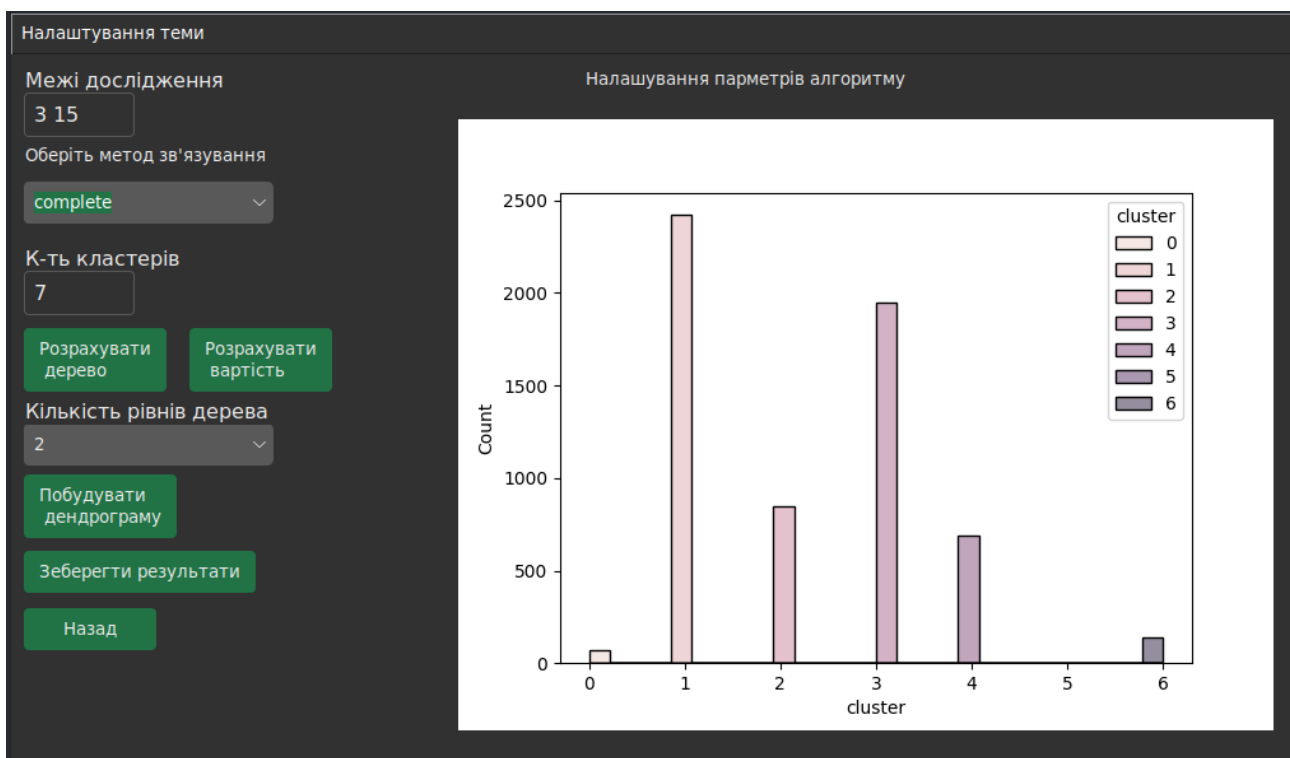 Налаштування теми
Межі дослідження
3 15
Оберіть метод зв'язування
complete
К-ть кластерів
7
Розрахувати
дерево
Розрахувати
вартість
Кількість рівнів дерева
2
Побудувати
дендрограму
Зеберегти результати
Назад
Налашування парметрів алгоритму
2500
2000
1500
1000
500
0
Count
0 1 2 3 4 5 6
cluster
cluster
0
1
2
3
4
5
6